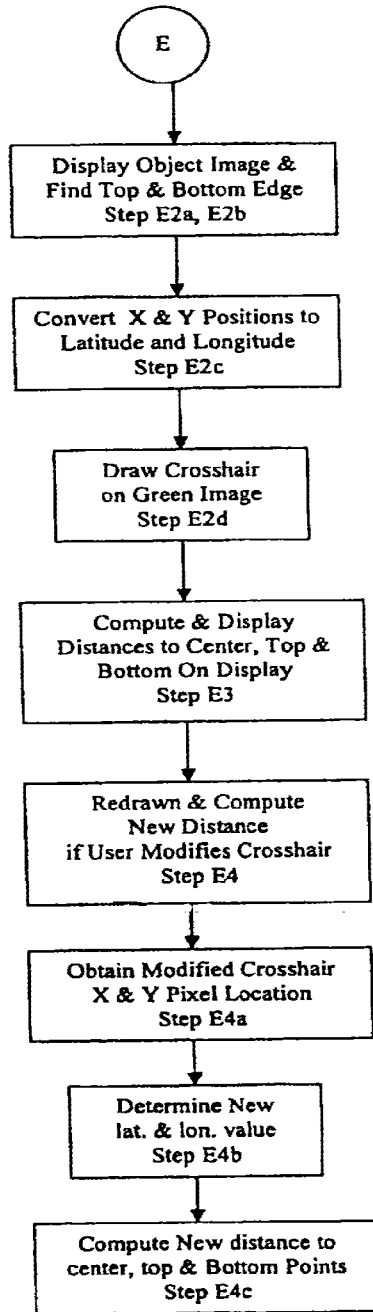 E
Display Object Image &
Find Top & Bottom Edge
Step E2a, E2b
Convert X & Y Positions to
Latitude and Longitude
Step E2c
Draw Crosshair
on Green Image
Step E2d
Compute & Display
Distances to Center, Top &
Bottom On Display
Step E3
Redrawn & Compute
New Distance
if User Modifies Crosshair
Step E4
Obtain Modified Crosshair
X & Y Pixel Location
Step E4a
Determine New
lat. & lon. value
Step E4b
Compute New distance to
center, top & Bottom Points
Step E4c